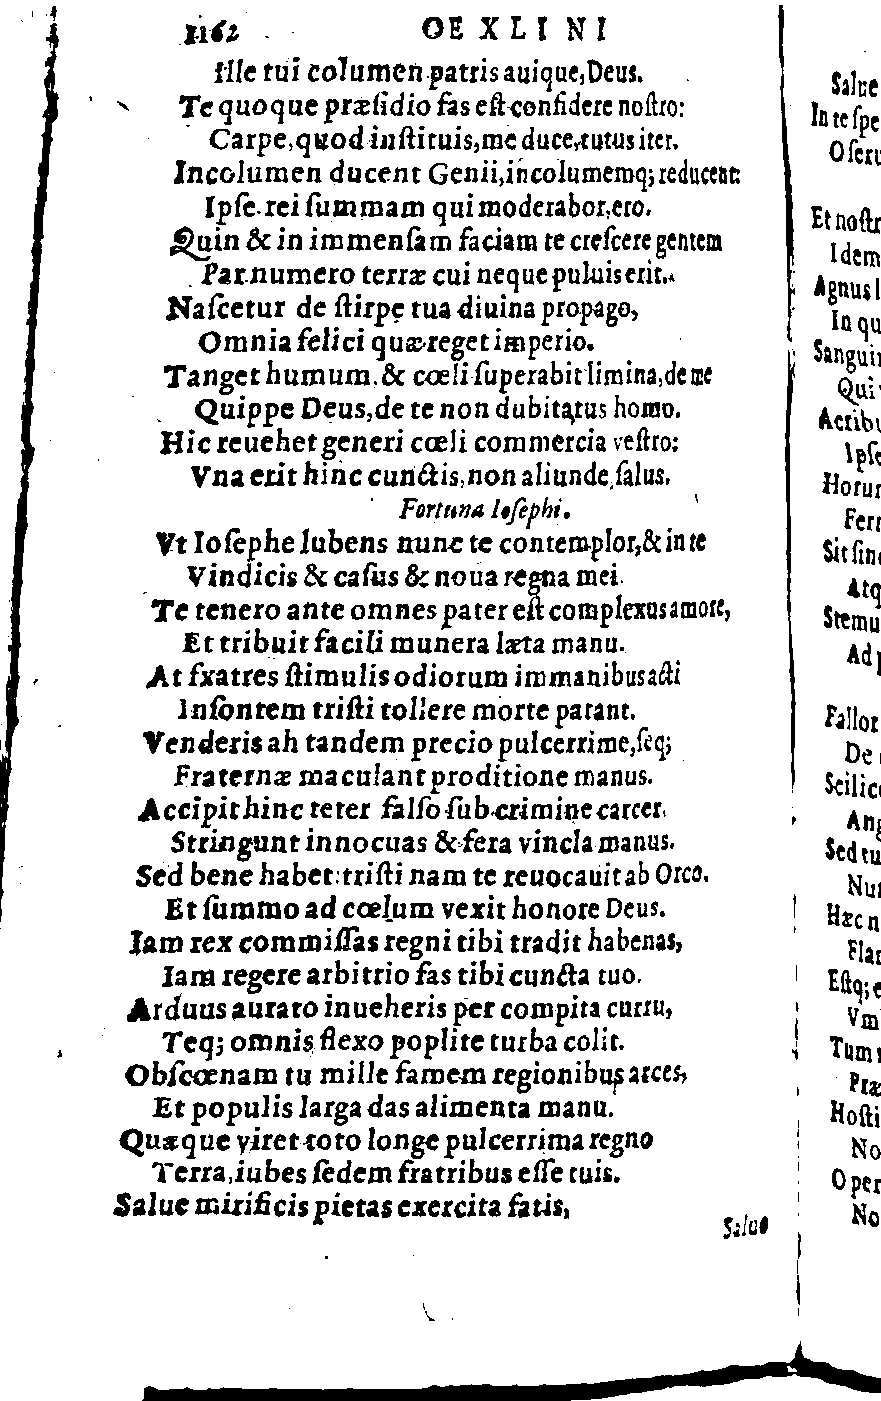 1162 OEXLINI
Ille tui columen patris auique, Deus.
Te quoque præſidio fas eſt confidere noſtro:
Carpe, quod inſtituis, me duce, tutus iter.
Incolumen ducent Genii, incolumemq; reducent:
Ipſe rei ſummam qui moderabor, ero.
Quin & in immenſam faciam te creſcere gentem
Par numero terræ cui neque puluis erit.
Naſcetur de ſtirpe tua diuina propago,
Omnia felici quæ reget imperio.
Tanget humum, & cœli ſuperabit limina, de me
Quippe Deus, de te non dubitatus homo.
Hic reuehet generi cœli commercia veſtro:
Vna erit hinc cunctis, non aliunde ſalus.
Fortuna Ioſephi.
Vt Ioſephe lubens nunc te contemplor, & in te
Vindicis & caſus & noua regna mei.
Te tenero ante omnes pater eſt complexus amore,
Et tribuit facili munera læta manu.
At fratres ſtimulis odiorum immanibus acti
Inſontem triſti tollere morte parant.
Venderis ah tandem precio pulcerrime, ſeq;
Fraternæ maculant proditione manus.
Accipit hinc teter falſo ſub crimine carcer,
Stringunt innocuas & fera vincla manus.
Sed bene habet: triſti nam te reuocauit ab Orco.
Et ſummo ad cœlum vexit honore Deus.
Iam rex commiſſas regni tibi tradit habenas,
Iam regere arbitrio fas tibi cuncta tuo.
Arduus aurato inueheris per compita curru,
Teq; omnis flexo poplite turba colit.
Obſcœnam tu mille famem regionibus arces,
Et populis larga das alimenta manu.
Quæque viret toto longe pulcerrima regno
Terra, iubes ſedem fratribus eſſe tuis.
Salue mirificis pietas exercita fatis,
Salue
Salue
In te ſpe
O ſeru
Et noſtr
Idem
Agnus
In qu
Sanguin
Qui
Acribu
Ipſe
Horum
Ferr
Sit ſine
Atq
Stemu
Ad
Fallor
De
Scilice
Ang
Sed tu
Num
Hæc n
Flam
Eſtq; e
Vm
Tum
Præ
Hoſti
No
O per
No